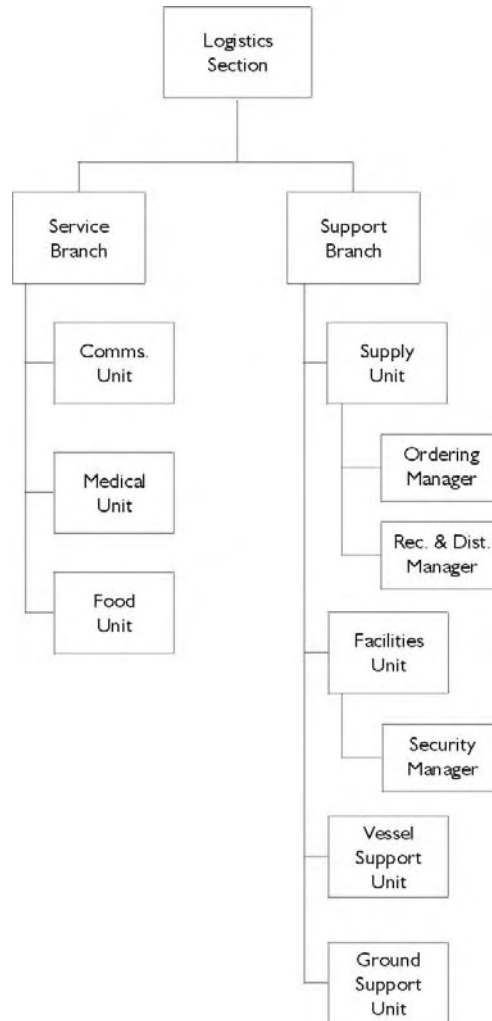 Logistics
Section
Service
Branch
Support
Branch
Comms.
Unit
Supply
Unit
Ordering
Manager
Medical
Unit
Rec. & Dist.
Manager
Food
Unit
Facilities
Unit
Security
Manager
Vessel
Support
Unit
Ground
Support
Unit